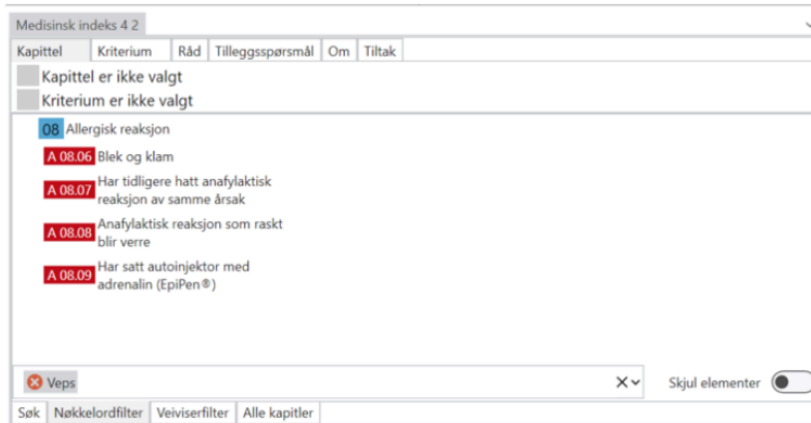 Medisinsk indeks 4 2
Kapittel Kriterium Råd Tilleggsspørsmål Om Tiltak
Kapittel er ikke valgt
Kriterium er ikke valgt
08 Allergisk reaksjon
A 08.06 Blek og klam
A 08.07 Har tidligere hatt anafylaktisk
reaksjon av samme årsak
A 08.08 Anafylaktisk reaksjon som raskt
blir verre
A 08.09 Har satt autoinjektor med
adrenalin (EpiPen®)
Veps Skjul elementer
Søk Nøkkelordfilter Veiviserfilter Alle kapitler